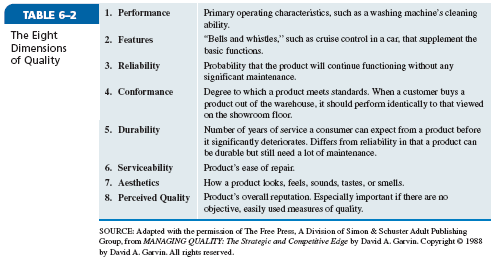 TABLE 6–2
The Eight
Dimensions
of Quality
1. Performance Primary operating characteristics, such as a washing machine's cleaning
ability.
2. Features "Bells and whistles," such as cruise control in a car, that supplement the
basic functions.
3. Reliability Probability that the product will continue functioning without any
significant maintenance.
4. Conformance Degree to which a product meets standards. When a customer buys a
product out of the warehouse, it should perform identically to that viewed
on the showroom floor.
5. Durability Number of years of service a consumer can expect from a product before
it significantly deteriorates. Differs from reliability in that a product can
be durable but still need a lot of maintenance.
6. Serviceability Product's ease of repair.
7. Aesthetics How a product looks, feels, sounds, tastes, or smells.
8. Perceived Quality Product's overall reputation. Especially important if there are no
objective, easily used measures of quality.
SOURCE: Adapted with the permission of The Free Press, A Division of Simon & Schuster Adult Publishing
Group, from MANAGING QUALITY: The Strategic and Competitive Edge by David A. Garvin. Copyright © 1988
by David A. Garvin. All rights reserved.